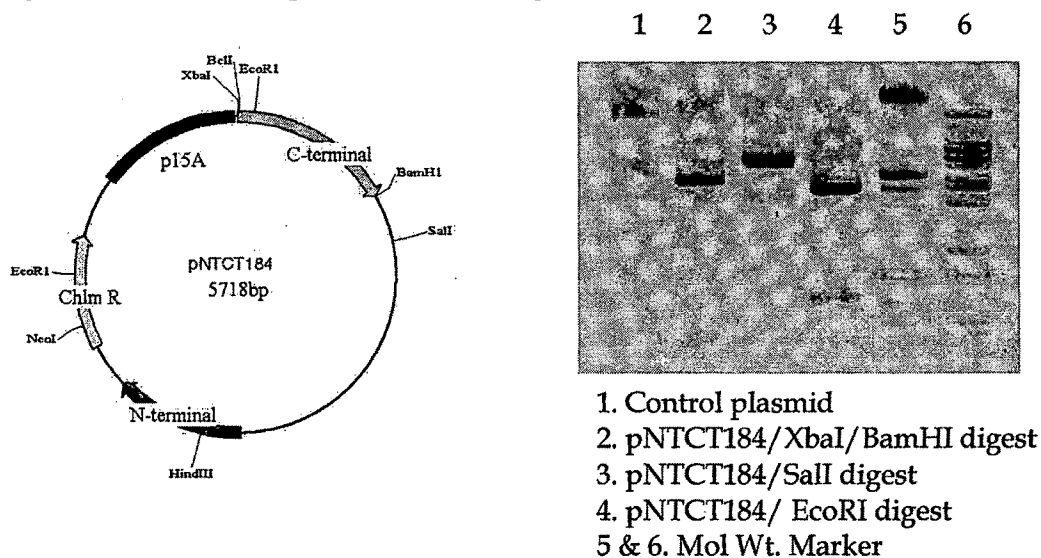 1 2 3 4 5 6
BclI
XbaI
EcoR1
p15A
C-terminal
BamH1
SalI
pNTCT184
5718bp
EcoR1
Chlm R
NcoI
N-terminal
HindIII
1. Control plasmid
2. pNTCT184/XbaI/BamHI digest
3. pNTCT184/SalI digest
4. pNTCT184/ EcoRI digest
5 & 6. Mol Wt. Marker